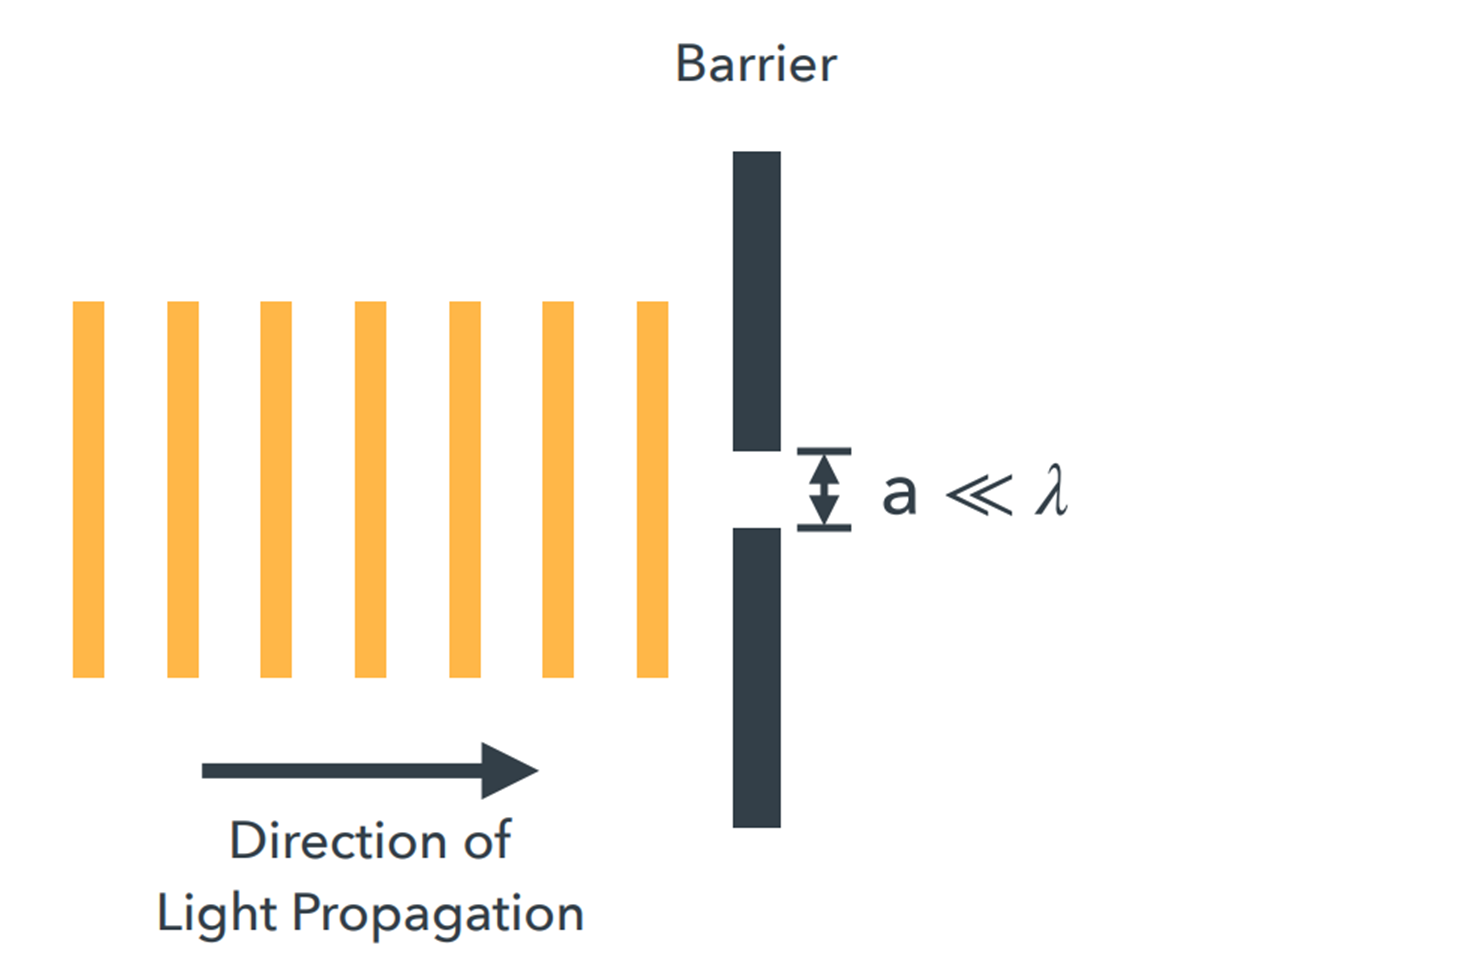 Barrier
a ≪ λ
Direction of
Light Propagation